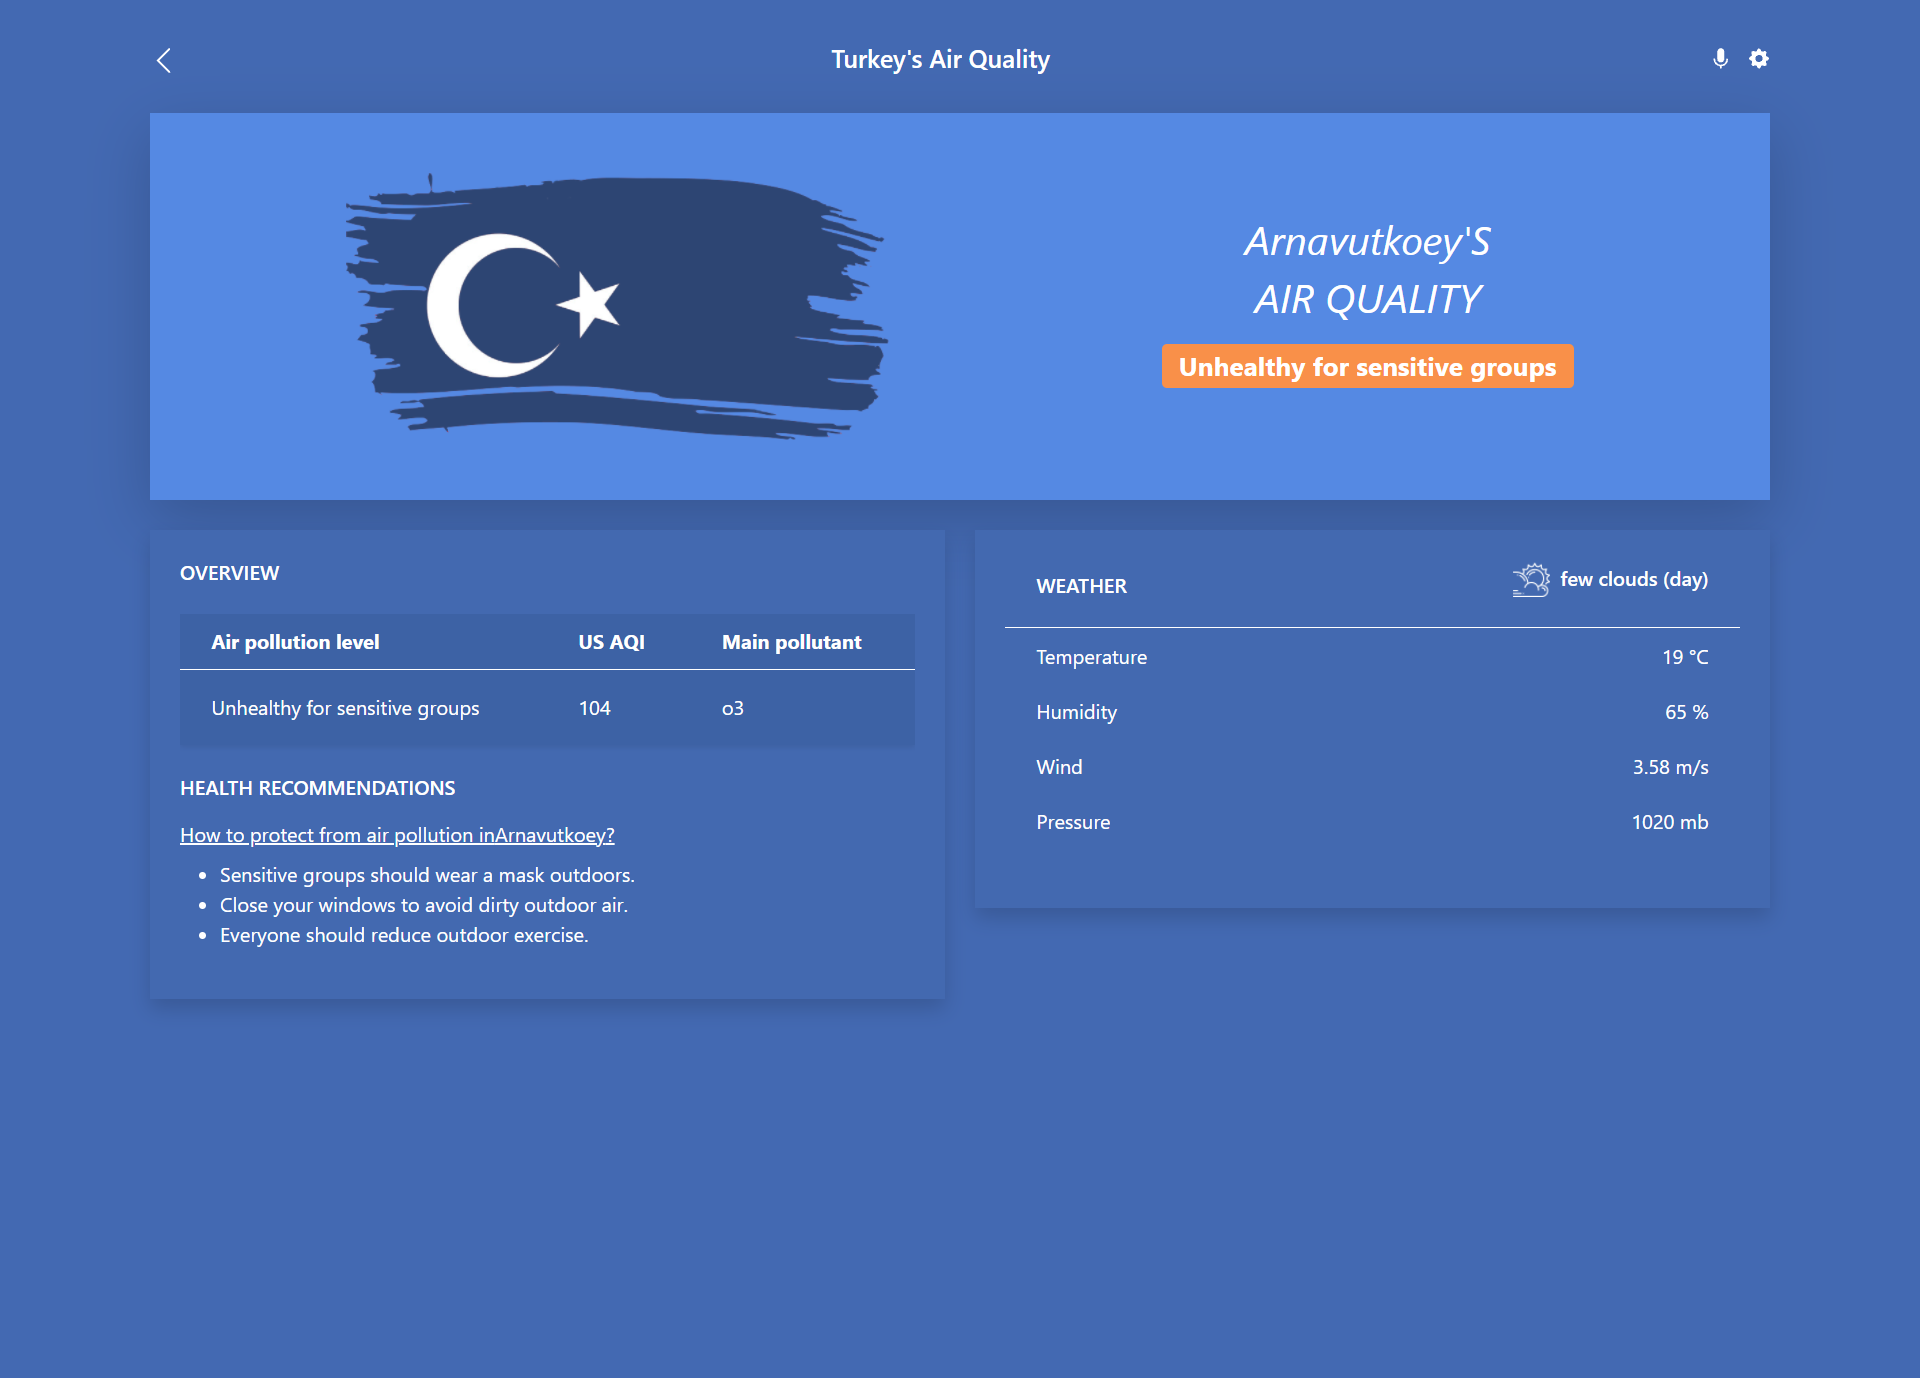 Turkey's Air Quality
Arnavutkoey'S
AIR QUALITY
Unhealthy for sensitive groups
OVERVIEW
Air pollution level US AQI Main pollutant
Unhealthy for sensitive groups 104 o3
HEALTH RECOMMENDATIONS
How to protect from air pollution inArnavutkoey?
Sensitive groups should wear a mask outdoors.
Close your windows to avoid dirty outdoor air.
Everyone should reduce outdoor exercise.
WEATHER few clouds (day)
Temperature 19 °C
Humidity 65 %
Wind 3.58 m/s
Pressure 1020 mb